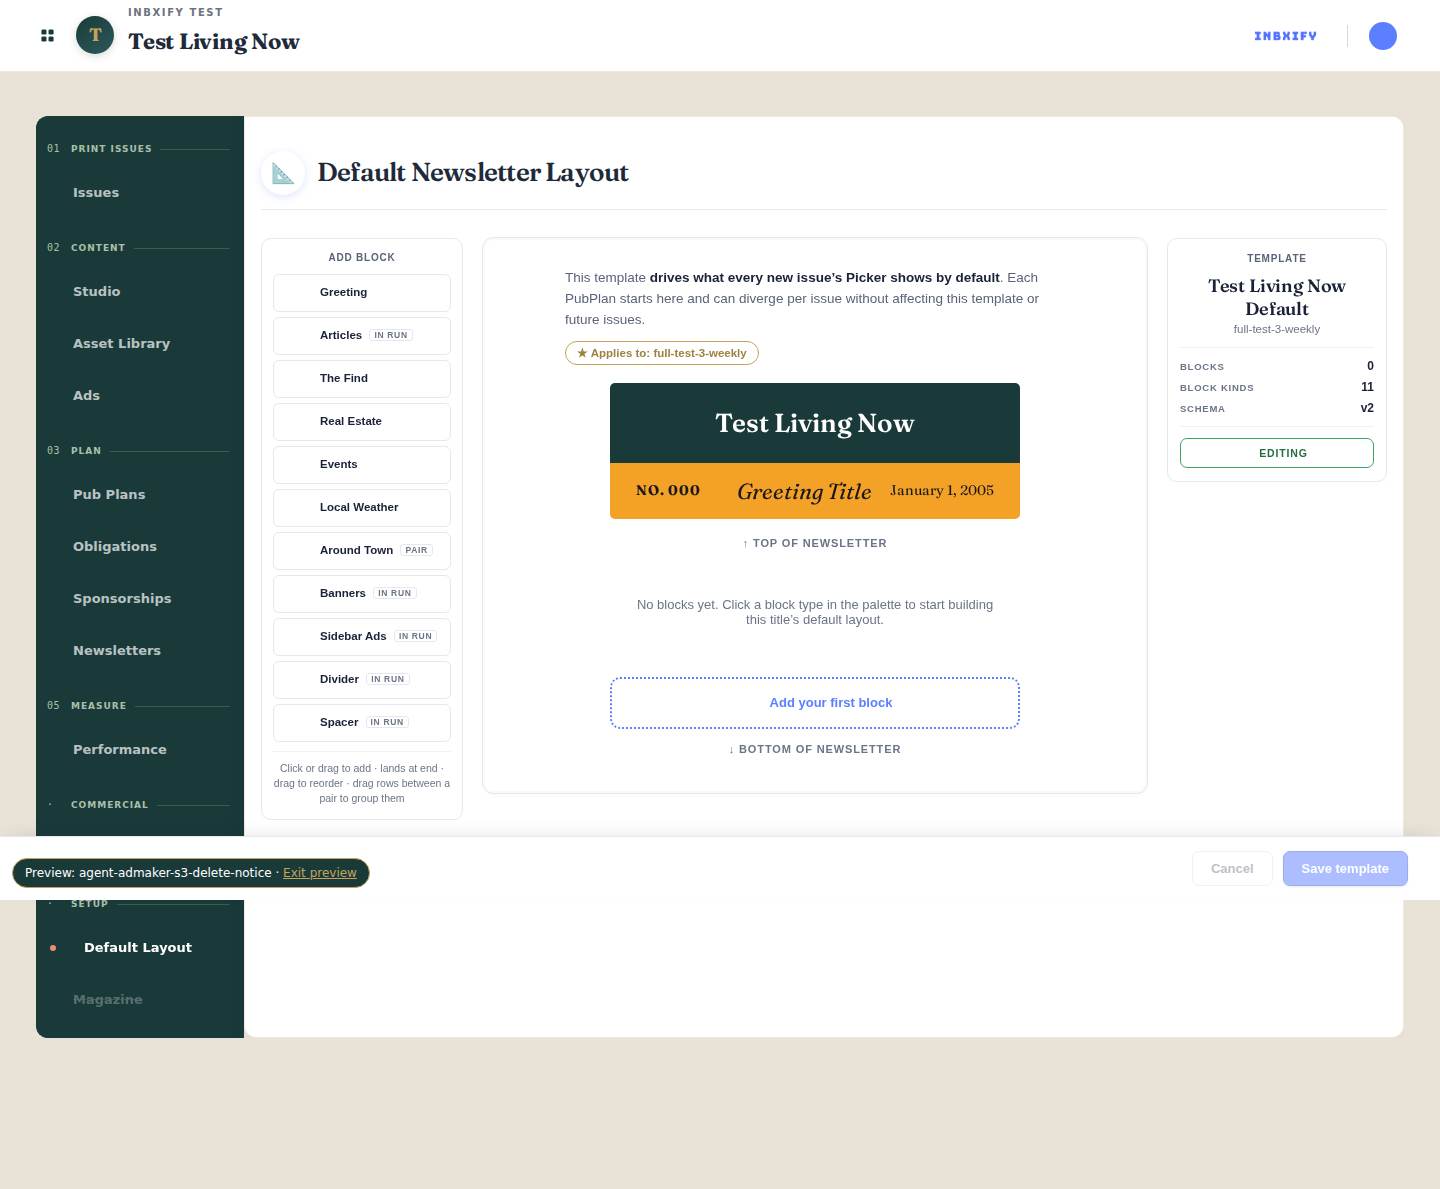 INBXIFY TEST
T
Test Living Now
INBXIFY
01 PRINT ISSUES
Issues
02 CONTENT
Studio
Asset Library
Ads
03 PLAN
Pub Plans
Obligations
Sponsorships
Newsletters
05 MEASURE
Performance
· COMMERCIAL
· SETUP
Default Layout
Magazine
Default Newsletter Layout
ADD BLOCK
Greeting
Articles IN RUN
The Find
Real Estate
Events
Local Weather
Around Town PAIR
Banners IN RUN
Sidebar Ads IN RUN
Divider IN RUN
Spacer IN RUN
Click or drag to add · lands at end ·
drag to reorder · drag rows between a
pair to group them
This template drives what every new issue’s Picker shows by default. Each
PubPlan starts here and can diverge per issue without affecting this template or
future issues.
★ Applies to: full-test-3-weekly
Test Living Now
NO. 000 Greeting Title January 1, 2005
↑ TOP OF NEWSLETTER
No blocks yet. Click a block type in the palette to start building
this title’s default layout.
Add your first block
↓ BOTTOM OF NEWSLETTER
TEMPLATE
Test Living Now
Default
full-test-3-weekly
BLOCKS 0
BLOCK KINDS 11
SCHEMA v2
EDITING
Preview: agent-admaker-s3-delete-notice · Exit preview
Cancel
Save template